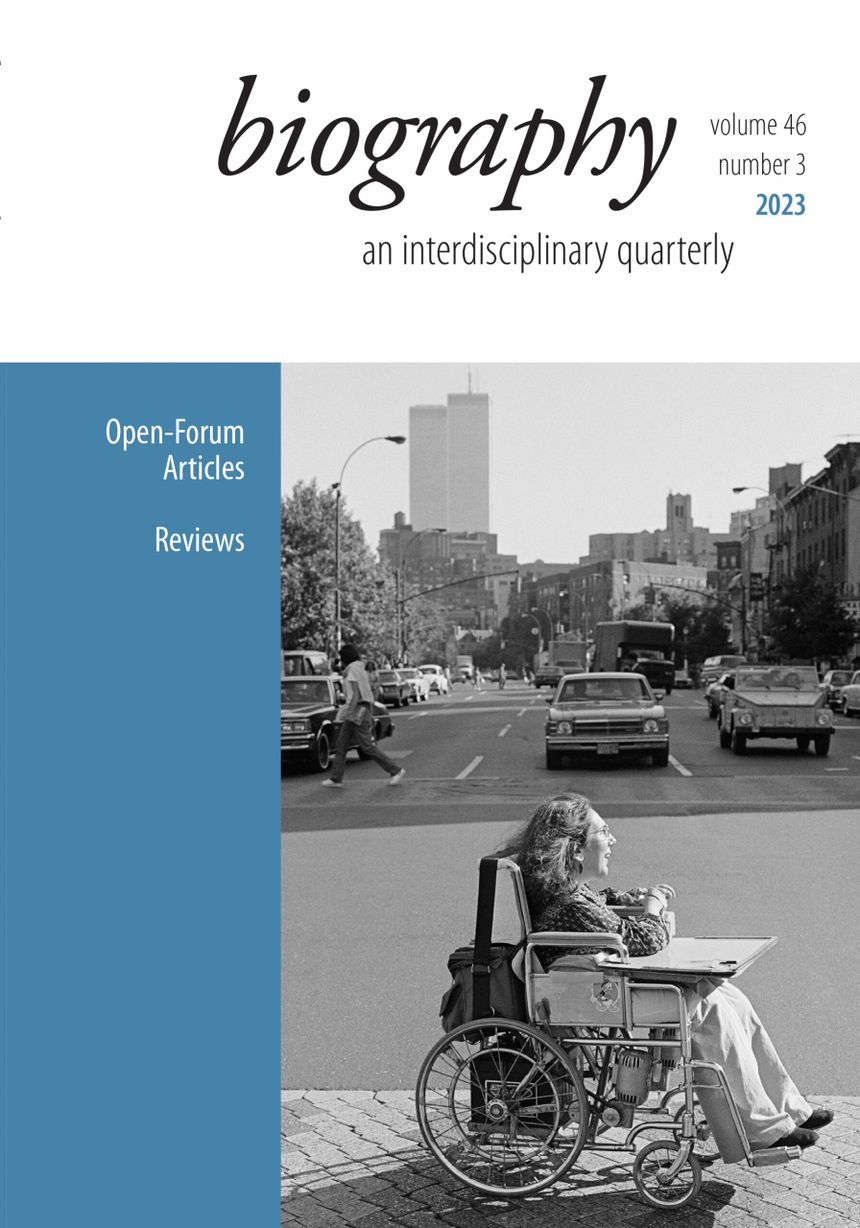 biography
volume 46
number 3
2023
an interdisciplinary quarterly
Open-Forum
Articles
Reviews